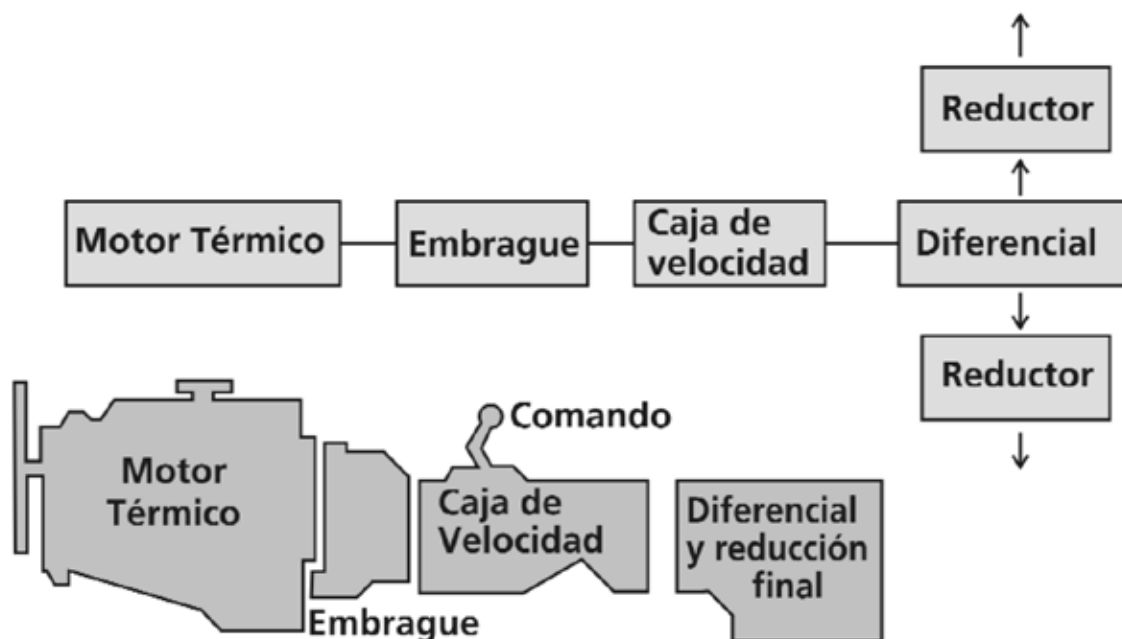 Reductor
Motor Térmico
Embrague
Caja de
velocidad
Diferencial
Reductor
Comando
Motor
Térmico
Caja de
Velocidad
Diferencial
y reducción
final
Embrague